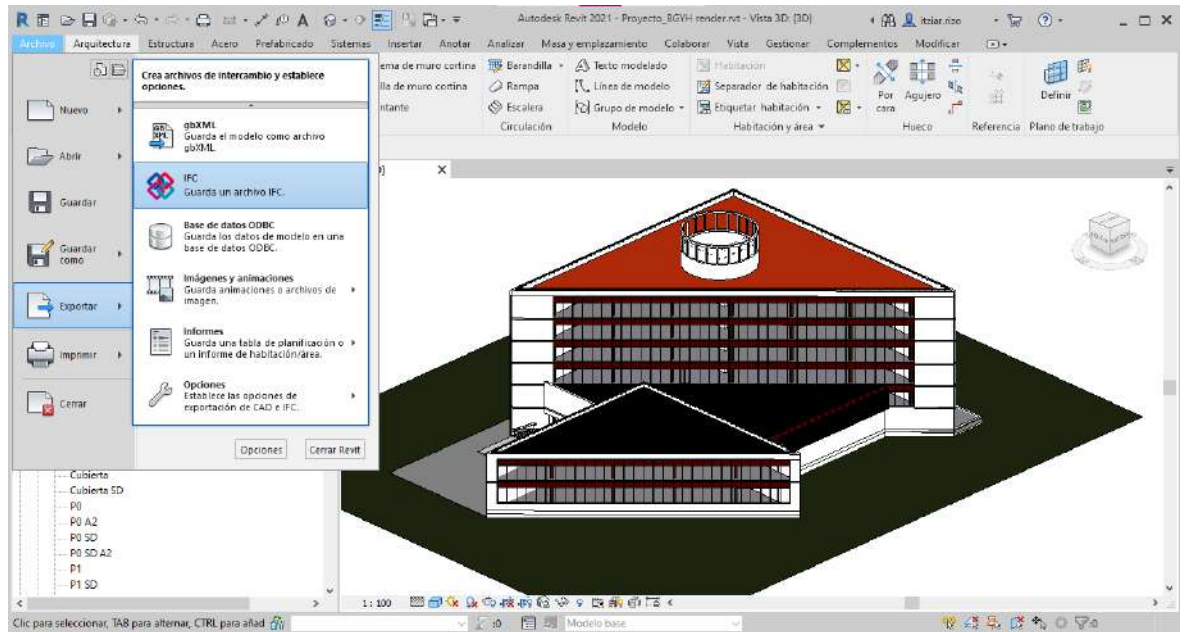 Autodesk Revit 2021 - Proyecto_BGYH render.rvt - Vista 3D: {3D}
itziar.rizo
Archivo Arquitectura Estructura Acero Prefabricado Sistemas Insertar Anotar Analizar Masa y emplazamiento Colaborar Vista Gestionar Complementos Modificar
Crea archivos de intercambio y establece
opciones.
Nuevo
Abrir
Guardar
Guardar
como
Exportar
Imprimir
Cerrar
gbXML
Guarda el modelo como archivo
gbXML.
IFC
Guarda un archivo IFC.
Base de datos ODBC
Guarda los datos de modelo en una
base de datos ODBC.
Imágenes y animaciones
Guarda animaciones o archivos de
imagen.
Informes
Guarda una tabla de planificación o
un informe de habitación/área.
Opciones
Establece las opciones de
exportación de CAD e IFC.
Opciones Cerrar Revit
ema de muro cortina
lla de muro cortina
ntante
Barandilla
Rampa
Escalera
Circulación
Texto modelado
Línea de modelo
Grupo de modelo
Modelo
Habitación
Separador de habitación
Etiquetar habitación
Habitación y área
Por
cara
Agujero
Hueco
Referencia
Definir
Plano de trabajo
Cubierta
Cubierta SD
P0
P0 A2
P0 SD
P0 SD A2
P1
P1 SD
1 : 100
Clic para seleccionar, TAB para alternar, CTRL para añad
:0
Modelo base
:0